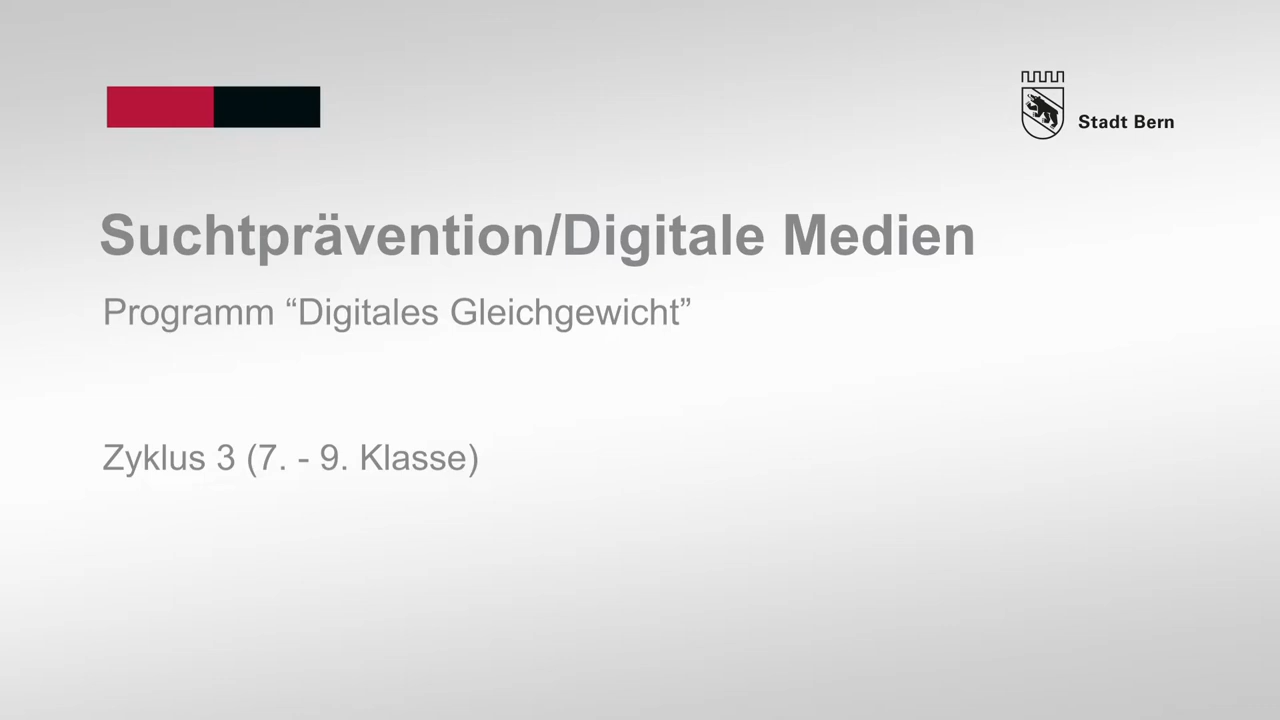 Stadt Bern
Suchtprävention/Digitale Medien
Programm “Digitales Gleichgewicht”
Zyklus 3 (7. - 9. Klasse)